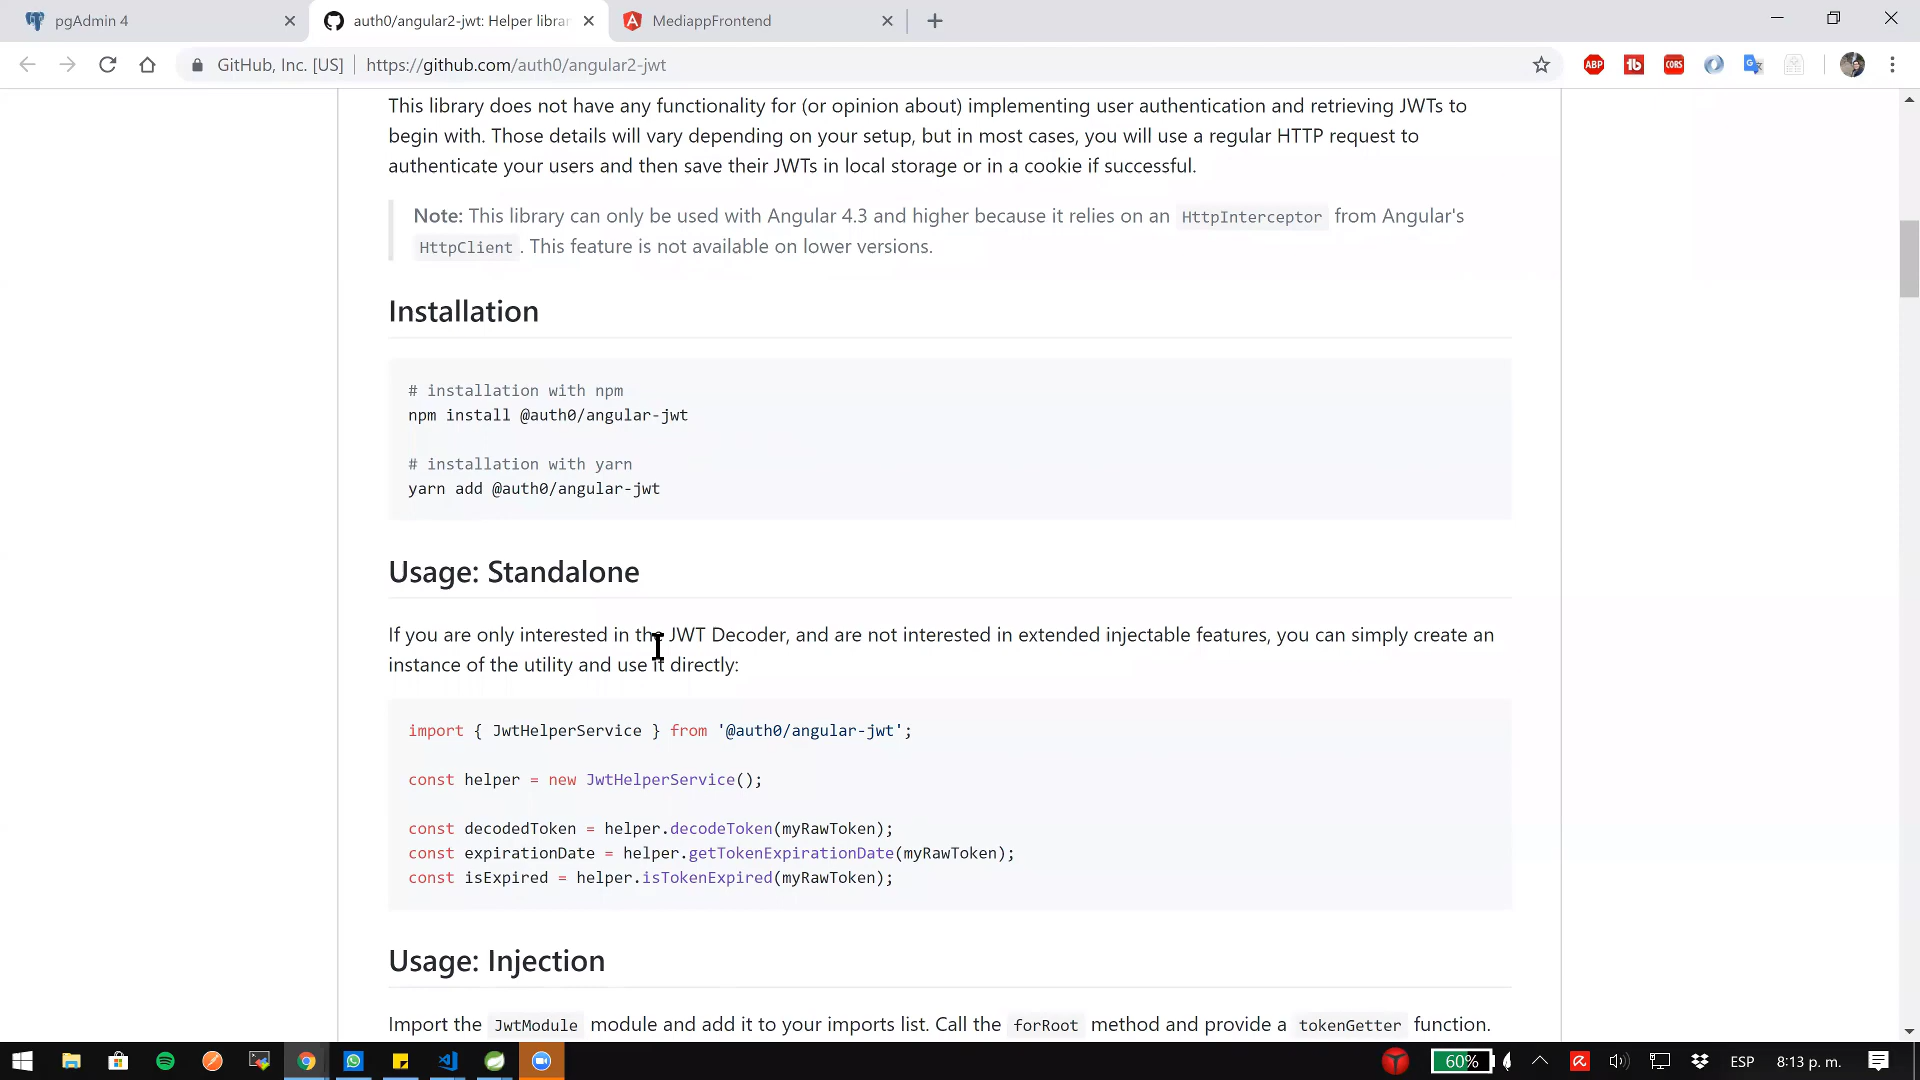 pgAdmin 4
auth0/angular2-jwt: Helper librar
MediappFrontend
GitHub, Inc. [US]
https://github.com/auth0/angular2-jwt
ABP
CORS
This library does not have any functionality for (or opinion about) implementing user authentication and retrieving JWTs to
begin with. Those details will vary depending on your setup, but in most cases, you will use a regular HTTP request to
authenticate your users and then save their JWTs in local storage or in a cookie if successful.
Note: This library can only be used with Angular 4.3 and higher because it relies on an HttpInterceptor from Angular's
HttpClient . This feature is not available on lower versions.
Installation
# installation with npm
npm install @auth0/angular-jwt
# installation with yarn
yarn add @auth0/angular-jwt
Usage: Standalone
If you are only interested in the JWT Decoder, and are not interested in extended injectable features, you can simply create an
instance of the utility and use it directly:
import { JwtHelperService } from '@auth0/angular-jwt';
const helper = new JwtHelperService();
const decodedToken = helper.decodeToken(myRawToken);
const expirationDate = helper.getTokenExpirationDate(myRawToken);
const isExpired = helper.isTokenExpired(myRawToken);
Usage: Injection
Import the JwtModule module and add it to your imports list. Call the forRoot method and provide a tokenGetter function.
60%
ESP
8:13 p. m.